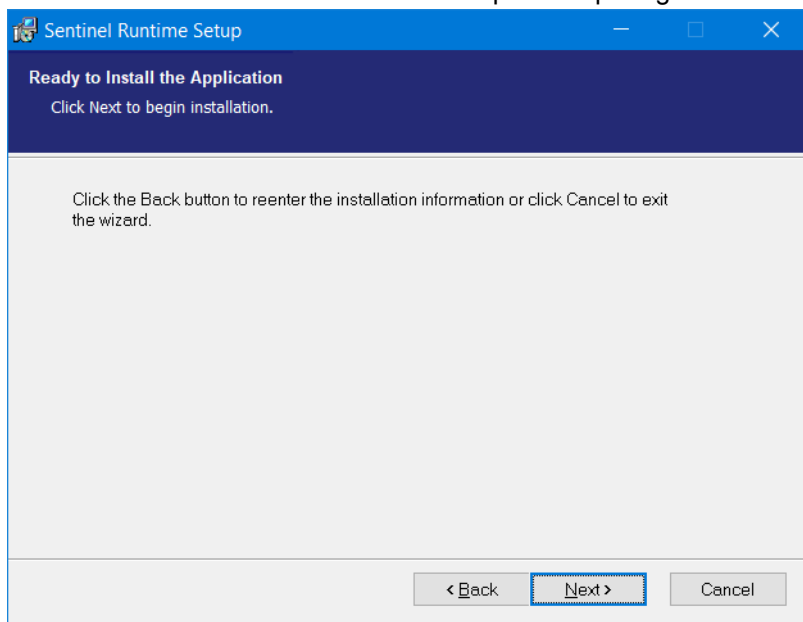 Sentinel Runtime Setup
Ready to Install the Application
Click Next to begin installation.
Click the Back button to reenter the installation information or click Cancel to exit
the wizard.
< Back Next > Cancel